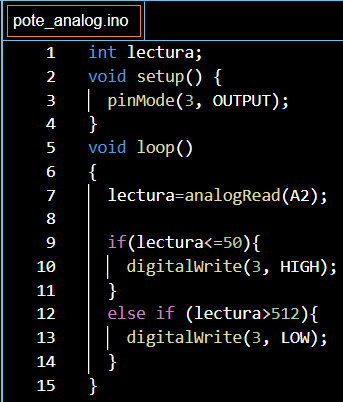 pote_analog.ino
1 int lectura;
2 void setup() {
3 pinMode(3, OUTPUT);
4 }
5 void loop()
6 {
7 lectura=analogRead(A2);
8
9 if(lectura<=50){
10 digitalWrite(3, HIGH);
11 }
12 else if (lectura>512){
13 digitalWrite(3, LOW);
14 }
15 }